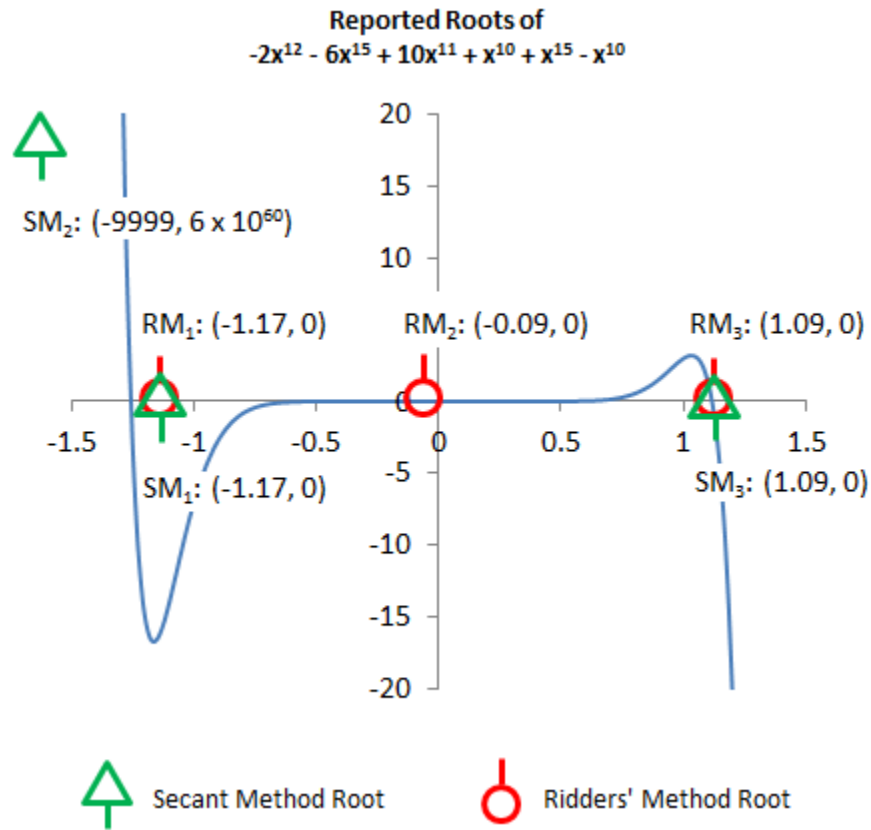 Reported Roots of
-2x¹² - 6x¹⁵ + 10x¹¹ + x¹⁰ + x¹⁵ - x¹⁰
20
15
SM₂: (-9999, 6 x 10⁶⁰)
10
RM₁: (-1.17, 0) RM₂: (-0.09, 0) RM₃: (1.09, 0)
0
-1.5 -1 -0.5 0 0.5 1 1.5
-5
SM₁: (-1.17, 0) SM₃: (1.09, 0)
-10
-15
-20
Secant Method Root Ridders' Method Root